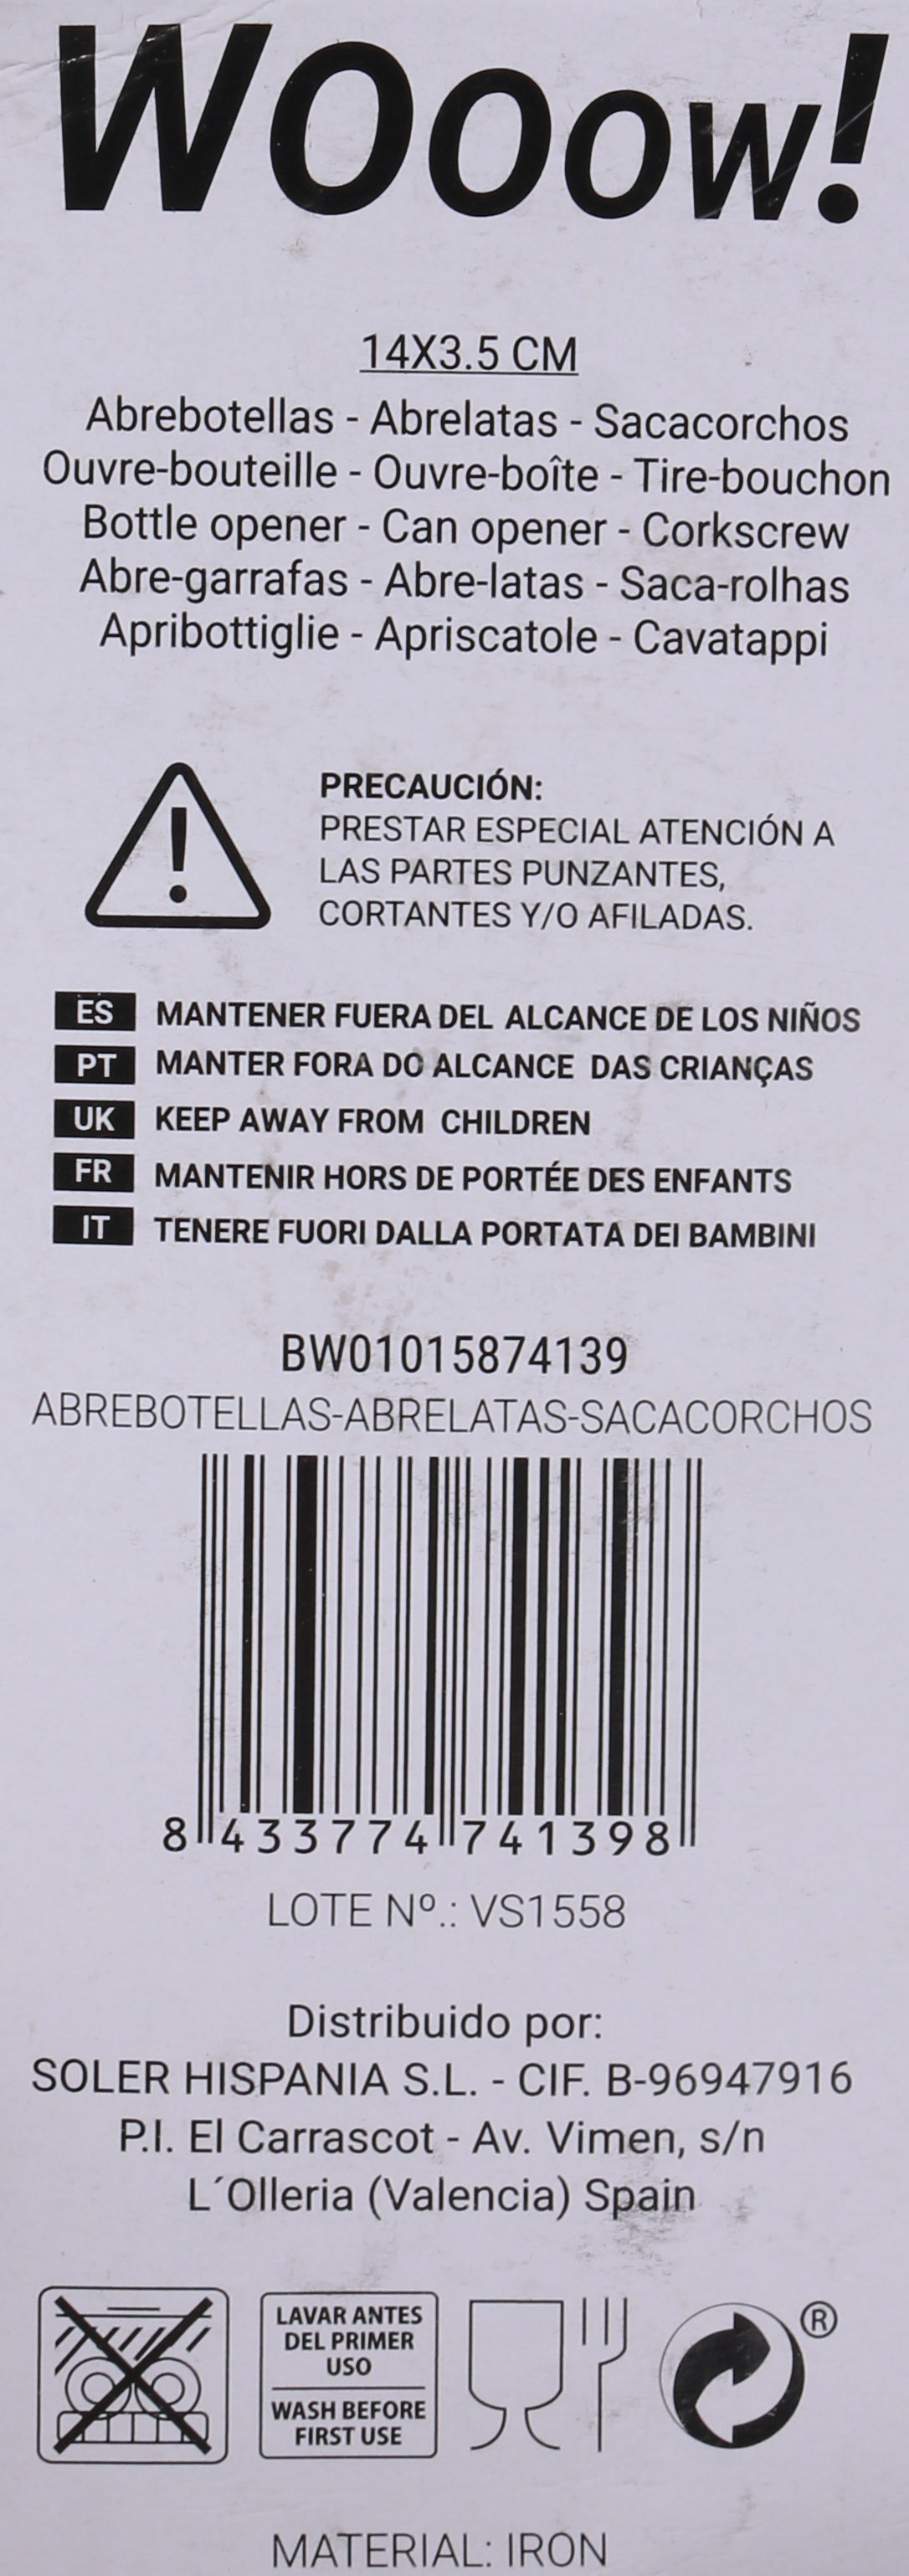 WOOOW!
14X3.5 CM
Abrebotellas - Abrelatas - Sacacorchos
Ouvre-bouteille - Ouvre-boîte - Tire-bouchon
Bottle opener - Can opener - Corkscrew
Abre-garrafas - Abre-latas - Saca-rolhas
Apribottiglie - Apriscatole - Cavatappi
PRECAUCIÓN:
PRESTAR ESPECIAL ATENCIÓN A
LAS PARTES PUNZANTES,
CORTANTES Y/O AFILADAS.
ES MANTENER FUERA DEL ALCANCE DE LOS NIÑOS
PT MANTER FORA DO ALCANCE DAS CRIANÇAS
UK KEEP AWAY FROM CHILDREN
FR MANTENIR HORS DE PORTÉE DES ENFANTS
IT TENERE FUORI DALLA PORTATA DEI BAMBINI
BW01015874139
ABREBOTELLAS-ABRELATAS-SACACORCHOS
8 433774 741398
LOTE Nº.: VS1558
Distribuido por:
SOLER HISPANIA S.L. - CIF. B-96947916
P.I. El Carrascot - Av. Vimen, s/n
L´Olleria (Valencia) Spain
LAVAR ANTES
DEL PRIMER
USO
WASH BEFORE
FIRST USE
®
MATERIAL: IRON